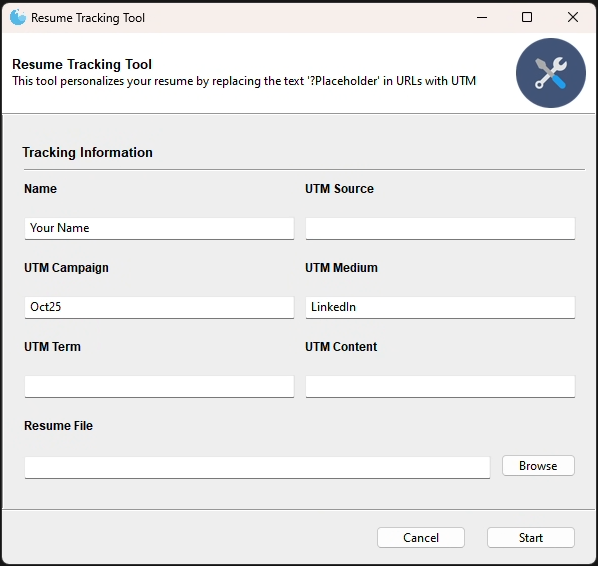 Resume Tracking Tool
Resume Tracking Tool
This tool personalizes your resume by replacing the text '?Placeholder' in URLs with UTM
Tracking Information
Name
UTM Source
Your Name
UTM Campaign
UTM Medium
Oct25
LinkedIn
UTM Term
UTM Content
Resume File
Browse
Cancel
Start